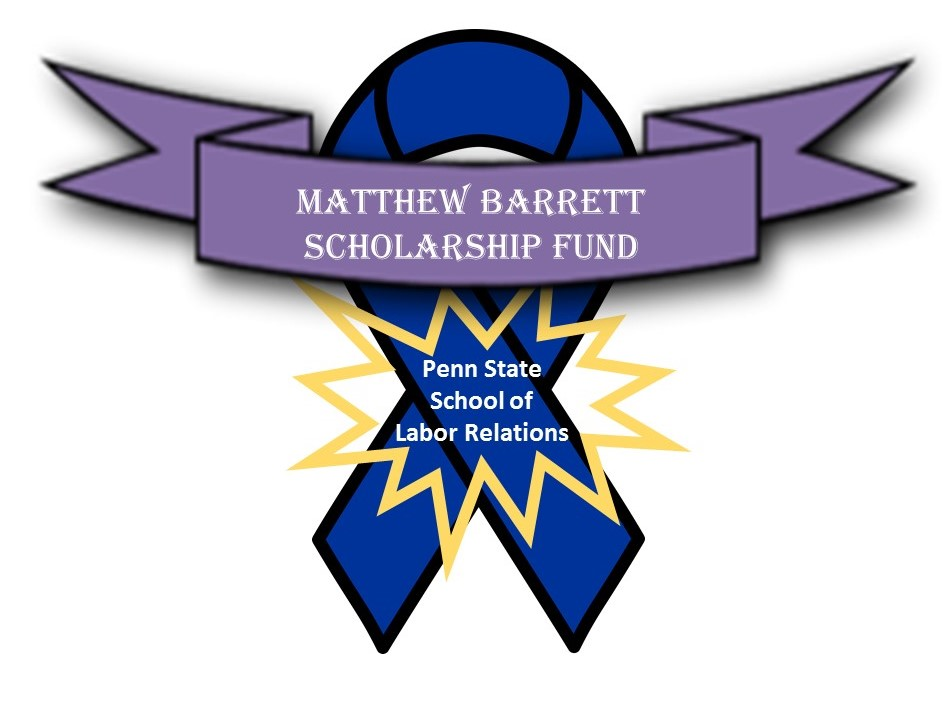 MATTHEW BARRETT
SCHOLARSHIP FUND
Penn State
School of
Labor Relations